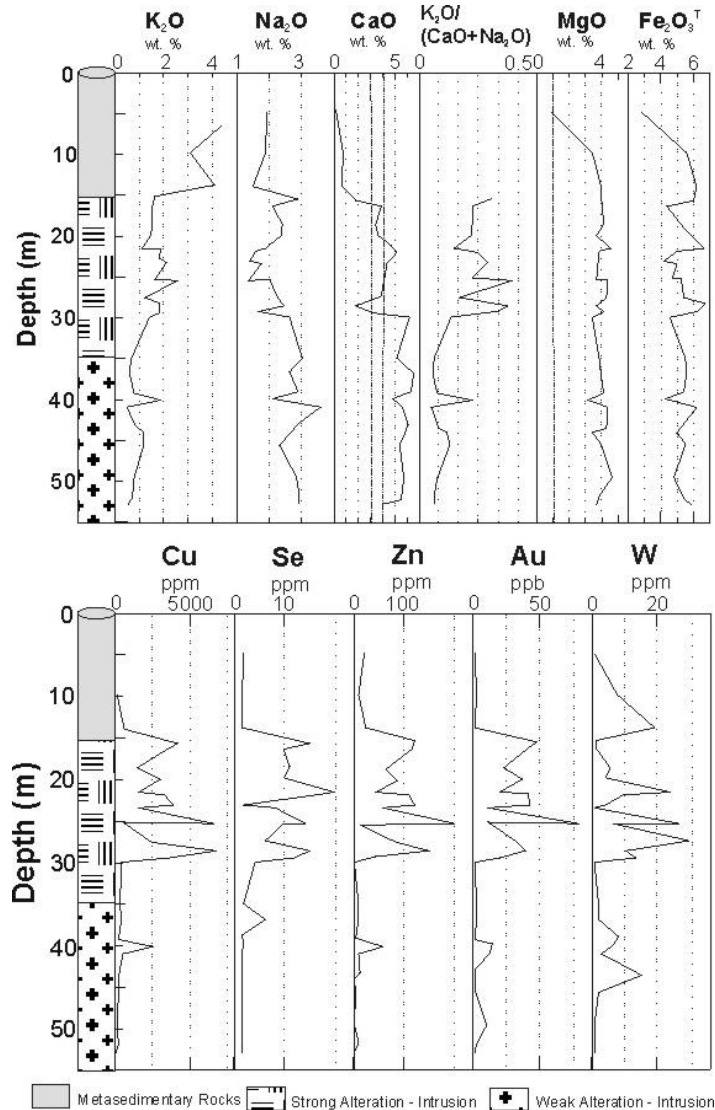 K₂O Na₂O CaO K₂O/ MgO Fe₂O₃ᵀ
wt. % wt. % wt. % (CaO+Na₂O) wt. % wt. %
0 2 4 1 3 0 5 0 0.50 1 4 2 4 6
0
10
20
30
40
50
Depth (m)
Cu Se Zn Au W
ppm ppm ppm ppb ppm
0 5000 0 10 0 100 0 50 0 20
0
10
20
30
40
50
Depth (m)
Metasedimentary Rocks Strong Alteration - Intrusion Weak Alteration - Intrusion